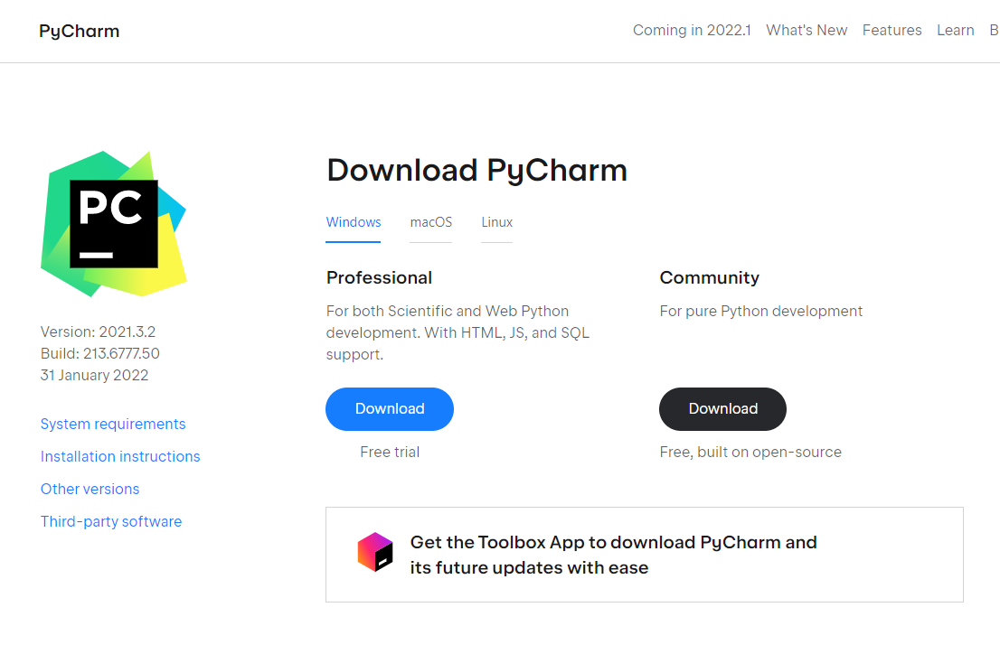 PyCharm
Coming in 2022.1 What's New Features Learn B
PC
Download PyCharm
Windows macOS Linux
Professional
For both Scientific and Web Python
development. With HTML, JS, and SQL
support.
Download
Free trial
Community
For pure Python development
Download
Free, built on open-source
Version: 2021.3.2
Build: 213.6777.50
31 January 2022
System requirements
Installation instructions
Other versions
Third-party software
Get the Toolbox App to download PyCharm and
its future updates with ease